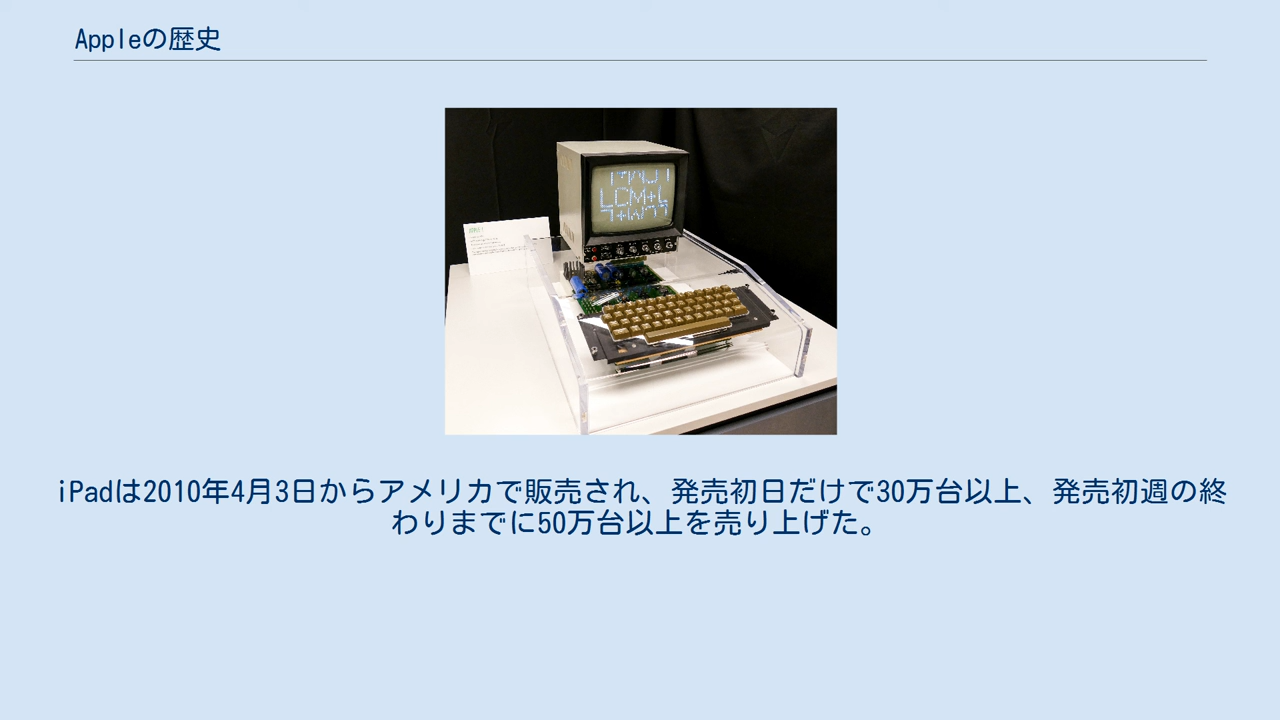 Appleの歴史
LCM+L
iPadは2010年4月3日からアメリカで販売され、発売初日だけで30万台以上、発売初週の終
わりまでに50万台以上を売り上げた。